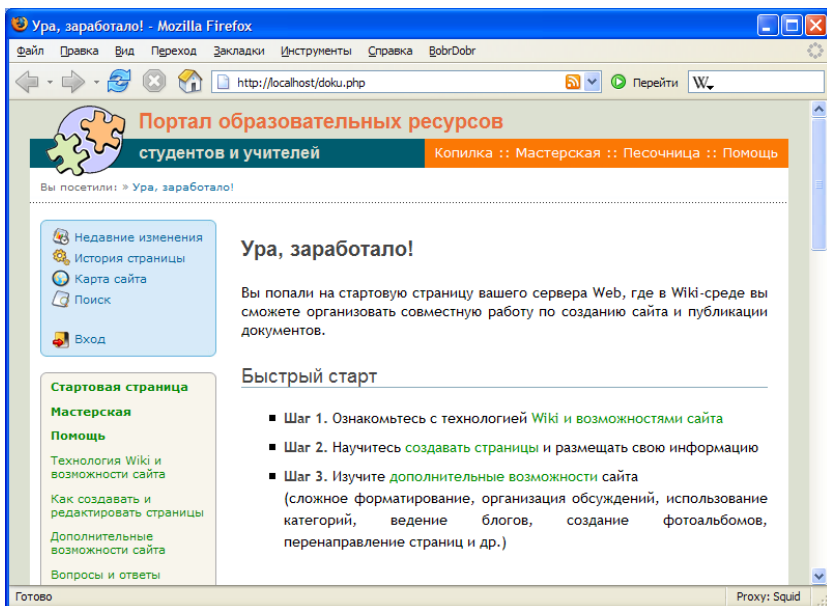 Ура, заработало! - Mozilla Firefox
Файл Правка Вид Переход Закладки Инструменты Справка BobrDobr
http://localhost/doku.php Перейти W
Портал образовательных ресурсов
студентов и учителей
Копилка :: Мастерская :: Песочница :: Помощь
Вы посетили: » Ура, заработало!
Недавние изменения
История страницы
Карта сайта
Поиск
Вход
Стартовая страница
Мастерская
Помощь
Технология Wiki и
возможности сайта
Как создавать и
редактировать страницы
Дополнительные
возможности сайта
Вопросы и ответы
Ура, заработало!
Вы попали на стартовую страницу вашего сервера Web, где в Wiki-среде вы
сможете организовать совместную работу по созданию сайта и публикации
документов.
Быстрый старт
Шаг 1. Ознакомьтесь с технологией Wiki и возможностями сайта
Шаг 2. Научитесь создавать страницы и размещать свою информацию
Шаг 3. Изучите дополнительные возможности сайта
(сложное форматирование, организация обсуждений, использование
категорий, ведение блогов, создание фотоальбомов,
перенаправление страниц и др.)
Готово Proxy: Squid